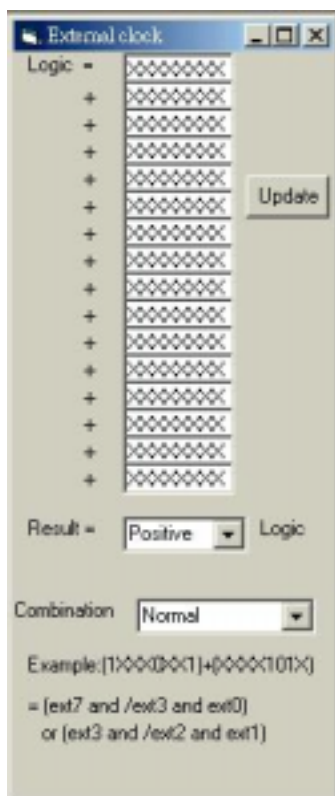 External clock
Logic = XXXXXXXX
+ XXXXXXXX
+ XXXXXXXX
+ XXXXXXXX
+ XXXXXXXX
Update
+ XXXXXXXX
+ XXXXXXXX
+ XXXXXXXX
+ XXXXXXXX
+ XXXXXXXX
+ XXXXXXXX
+ XXXXXXXX
+ XXXXXXXX
+ XXXXXXXX
+ XXXXXXXX
+ XXXXXXXX
Result = Positive Logic
Combination Normal
Example:(1XXX0XX1)+(XXXX101X)
= (ext7 and /ext3 and ext0)
or (ext3 and /ext2 and ext1)